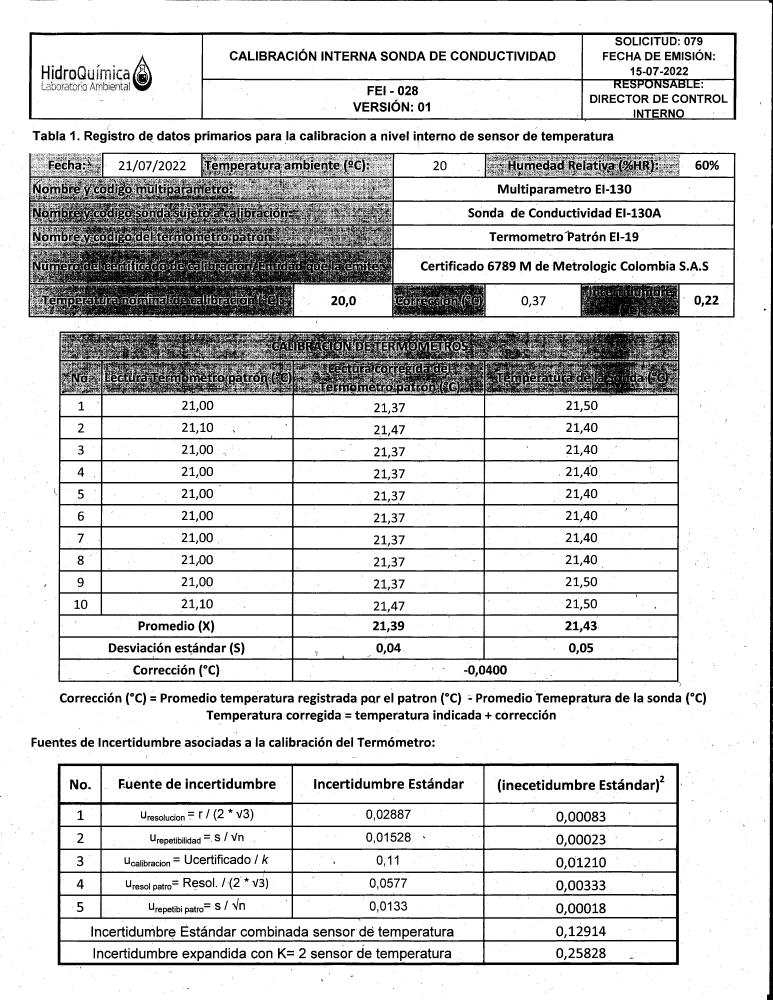 HidroQuímica
Laboratorio Ambiental
CALIBRACIÓN INTERNA SONDA DE CONDUCTIVIDAD
FEI - 028
VERSIÓN: 01
SOLICITUD: 079
FECHA DE EMISIÓN:
15-07-2022
RESPONSABLE:
DIRECTOR DE CONTROL
INTERNO
Tabla 1. Registro de datos primarios para la calibracion a nivel interno de sensor de temperatura
Fecha: 21/07/2022 Temperatura ambiente (ºC): 20 Humedad Relativa (%HR): 60%
Nombre y codigo multiparametro: Multiparametro EI-130
Nombre y codigo sonda sujeto a calibración: Sonda de Conductividad EI-130A
Nombre y codigo del termometro patron: Termometro Patrón EI-19
Numero del certificado de calibracion/Entidad que la emite: Certificado 6789 M de Metrologic Colombia S.A.S
Temperatura nominal de calibracion (°C): 20,0 Corrección (°C) 0,37 0,22
CALIBRACIÓN DE TERMOMETROS
No. Lectura Termometro patrón (°C) Lectura corregida del Termometro patrón (°C) Temperatura de la Sonda (°C)
1 21,00 21,37 21,50
2 21,10 21,47 21,40
3 21,00 21,37 21,40
4 21,00 21,37 21,40
5 21,00 21,37 21,40
6 21,00 21,37 21,40
7 21,00 21,37 21,40
8 21,00 21,37 21,40
9 21,00 21,37 21,50
10 21,10 21,47 21,50
Promedio (X) 21,39 21,43
Desviación estándar (S) 0,04 0,05
Corrección (°C) -0,0400
Corrección (°C) = Promedio temperatura registrada por el patron (°C) - Promedio Temepratura de la sonda (°C)
Temperatura corregida = temperatura indicada + corrección
Fuentes de Incertidumbre asociadas a la calibración del Termómetro:
No. Fuente de incertidumbre Incertidumbre Estándar (inecetidumbre Estándar)²
1 uresolucion = r / (2 * √3) 0,02887 0,00083
2 urepetibilidad = s / √n 0,01528 0,00023
3 ucalibracion = Ucertificado / k 0,11 0,01210
4 uresol patro= Resol. / (2 * √3) 0,0577 0,00333
5 urepetibi patro= s / √n 0,0133 0,00018
Incertidumbre Estándar combinada sensor de temperatura 0,12914
Incertidumbre expandida con K= 2 sensor de temperatura 0,25828